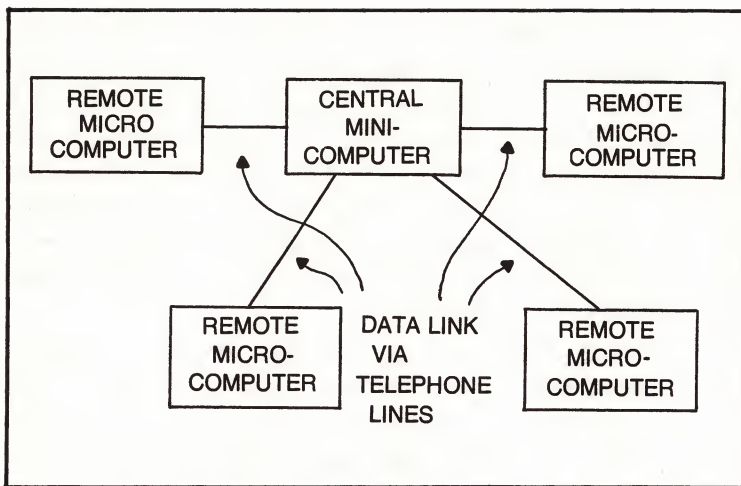 REMOTE
MICRO
COMPUTER
CENTRAL
MINI-
COMPUTER
REMOTE
MICRO-
COMPUTER
REMOTE
MICRO-
COMPUTER
DATA LINK
VIA
TELEPHONE
LINES
REMOTE
MICRO-
COMPUTER